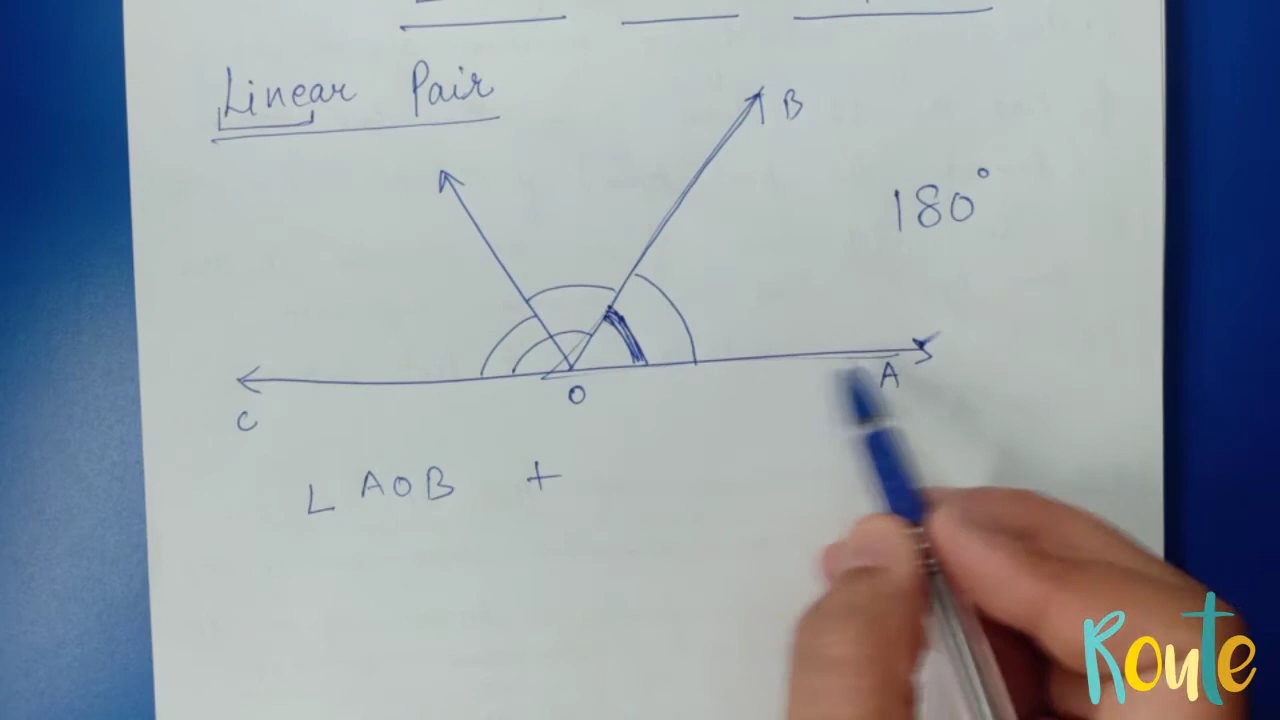 Linear Pair
B
180°
A
O
C
∠ AOB +
Route